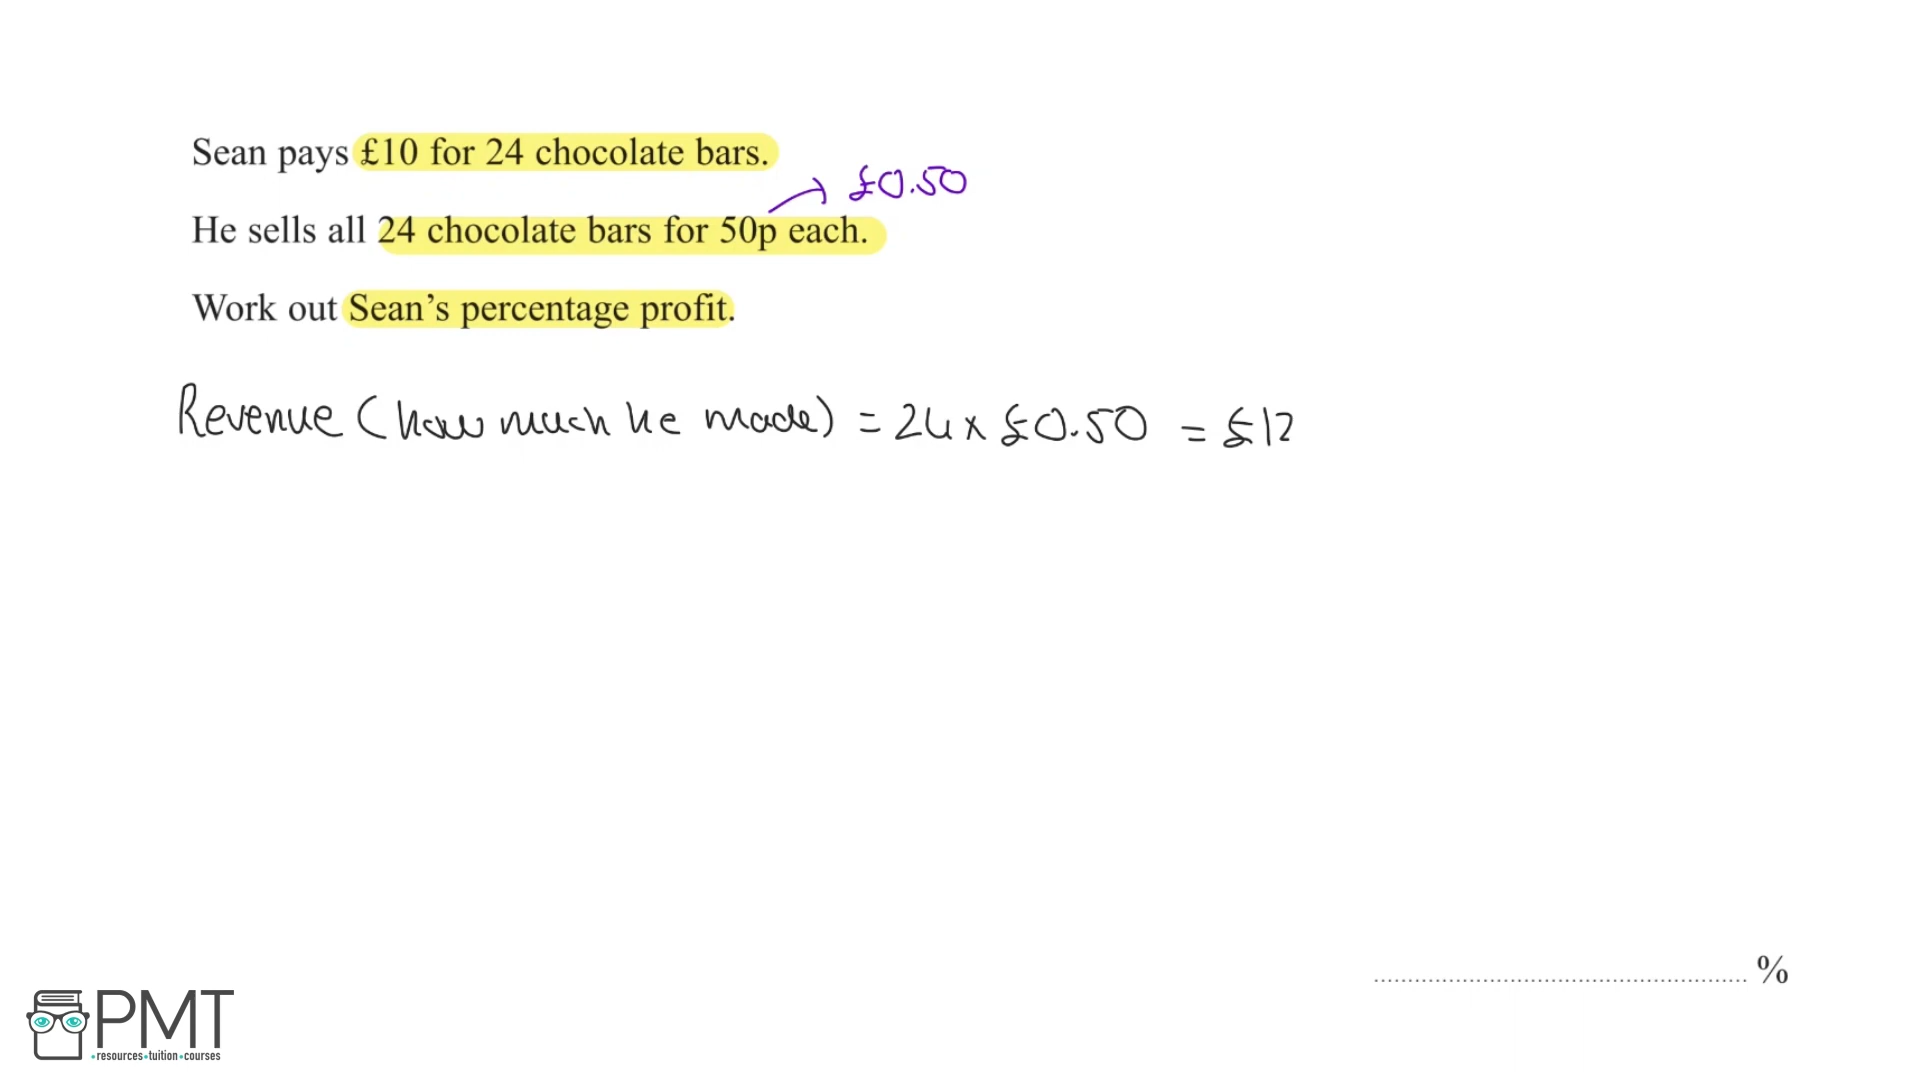 Sean pays £10 for 24 chocolate bars.
£0.50
He sells all 24 chocolate bars for 50p each.
Work out Sean's percentage profit.
Revenue (how much he made) = 24 x £0.50 = £12
%
PMT
•resources•tuition•courses